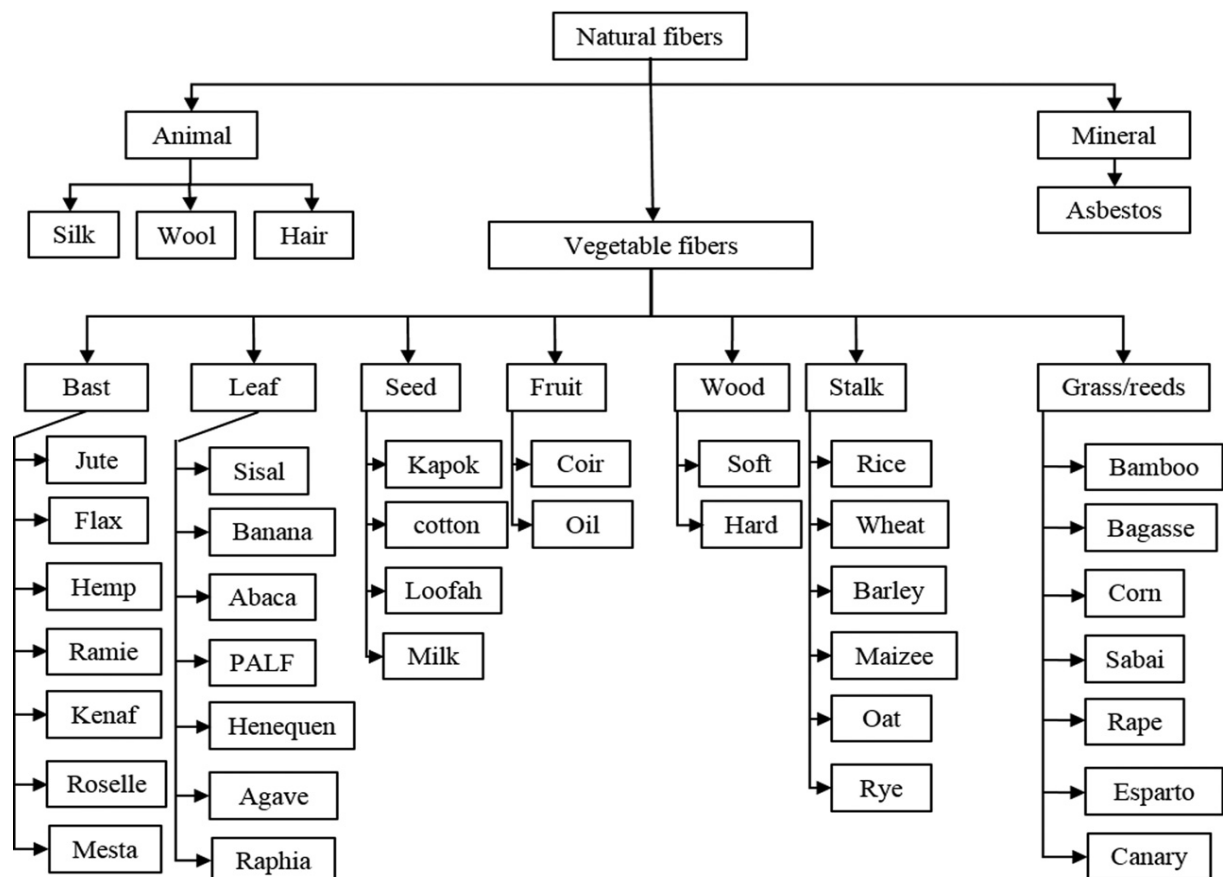 Natural fibers
Animal
Mineral
Silk
Wool
Hair
Asbestos
Vegetable fibers
Bast
Leaf
Seed
Fruit
Wood
Stalk
Grass/reeds
Jute
Flax
Hemp
Ramie
Kenaf
Roselle
Mesta
Sisal
Banana
Abaca
PALF
Henequen
Agave
Raphia
Kapok
cotton
Loofah
Milk
Coir
Oil
Soft
Hard
Rice
Wheat
Barley
Maizee
Oat
Rye
Bamboo
Bagasse
Corn
Sabai
Rape
Esparto
Canary